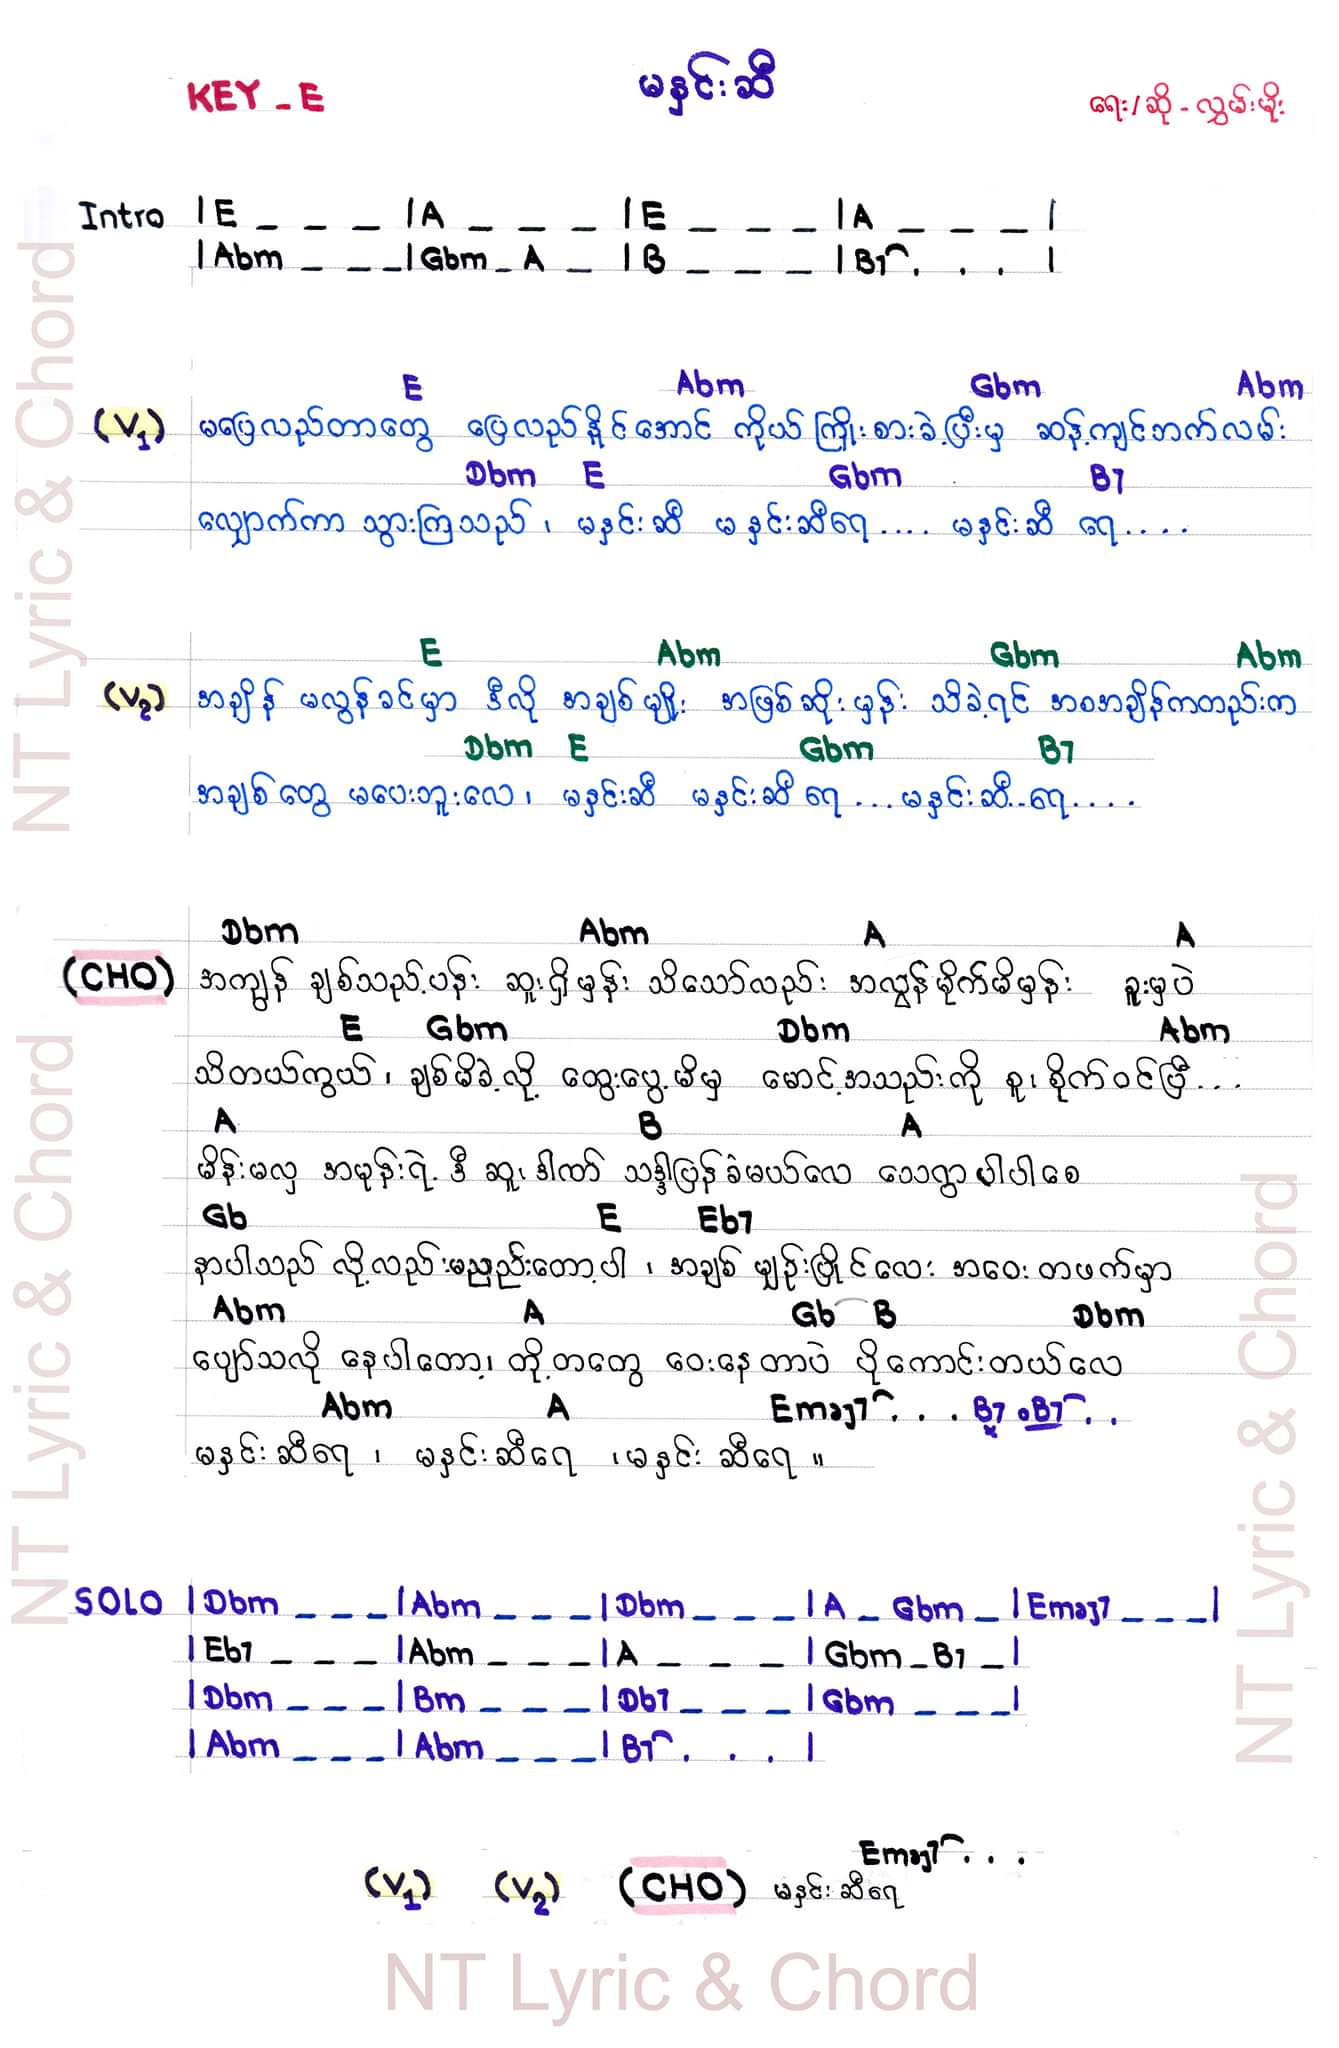 KEY - E
မနှင်းဆီ
ရေး/ဆို - လွှမ်းမိုး
Intro |E _ _ _ |A _ _ _ |E _ _ _ |A _ _ _ |
|Abm _ _ _ |Gbm _ A _ |B _ _ _ |B7 . . . |
E Abm Gbm Abm
(V1) မပြေလည်တာတွေ ပြေလည်နိုင်အောင် ကိုယ်ကြိုးစားခဲ့ပြီးမှ ဆန့်ကျင်ဘက်လမ်း
Dbm E Gbm B7
လျှောက်ကာ သွားကြသည် ၊ မနှင်းဆီ မနှင်းဆီရေ .... မနှင်းဆီ ရေ ....
E Abm Gbm Abm
(V2) အချိန် မလွန်ခင်မှာ ဒီလို အချစ်မျိုး အဖြစ်ဆိုးမှန်း သိခဲ့ရင် အစအချိန်ကတည်းက
Dbm E Gbm B7
အချစ်တွေ မပေးဘူးလေ ၊ မနှင်းဆီ မနှင်းဆီ ရေ ... မနှင်းဆီ..ရေ ....
Dbm Abm A A
(CHO) အကျွန် ချစ်သည့်ပန်း ဆူးရှိမှန်း သိသော်လည်း အလွန်မိုက်မိမှန်း ခူးမှပဲ
E Gbm Dbm Abm
သိတယ်ကွယ် ၊ ချစ်မိခဲ့လို့ ထွေးပွေ့မိမှ မောင့်အသည်းကို စူးစိုက်ဝင်ပြီ ...
A B A
မိန်းမလှ အမုန်းရဲ့ ဒီ ဆူးဒါဏ် သဒ္ဒါပြန်ခဲမယ်လေ သေရွာပါပါစေ
Gb E Eb7
နာပါသည် လို့လည်းမညည်းတော့ပါ ၊ အချစ် မျှဉ်းပြိုင်လေး အဝေးတဖက်မှာ
Abm A Gb B Dbm
ပျော်သလို နေပါတော့၊ တို့တတွေ ဝေးနေတာပဲ ပိုကောင်းတယ်လေ
Abm A Emaj7 . . . B7 . B7 . .
မနှင်းဆီရေ ၊ မနှင်းဆီရေ ၊မနှင်း ဆီရေ ။
SOLO |Dbm _ _ _ |Abm _ _ _ |Dbm _ _ _ |A _ Gbm _ |Emaj7 _ _ _ |
|Eb7 _ _ _ |Abm _ _ _ |A _ _ _ |Gbm _ B7 _ |
|Dbm _ _ _ |Bm _ _ _ |Db7 _ _ _ |Gbm _ _ _ |
|Abm _ _ _ |Abm _ _ _ |B7 . . . |
Emaj7 . . .
(V1) (V2) (CHO) မနှင်းဆီရေ
NT Lyric & Chord
NT Lyric & Chord
NT Lyric & Chord
NT Lyric & Chord